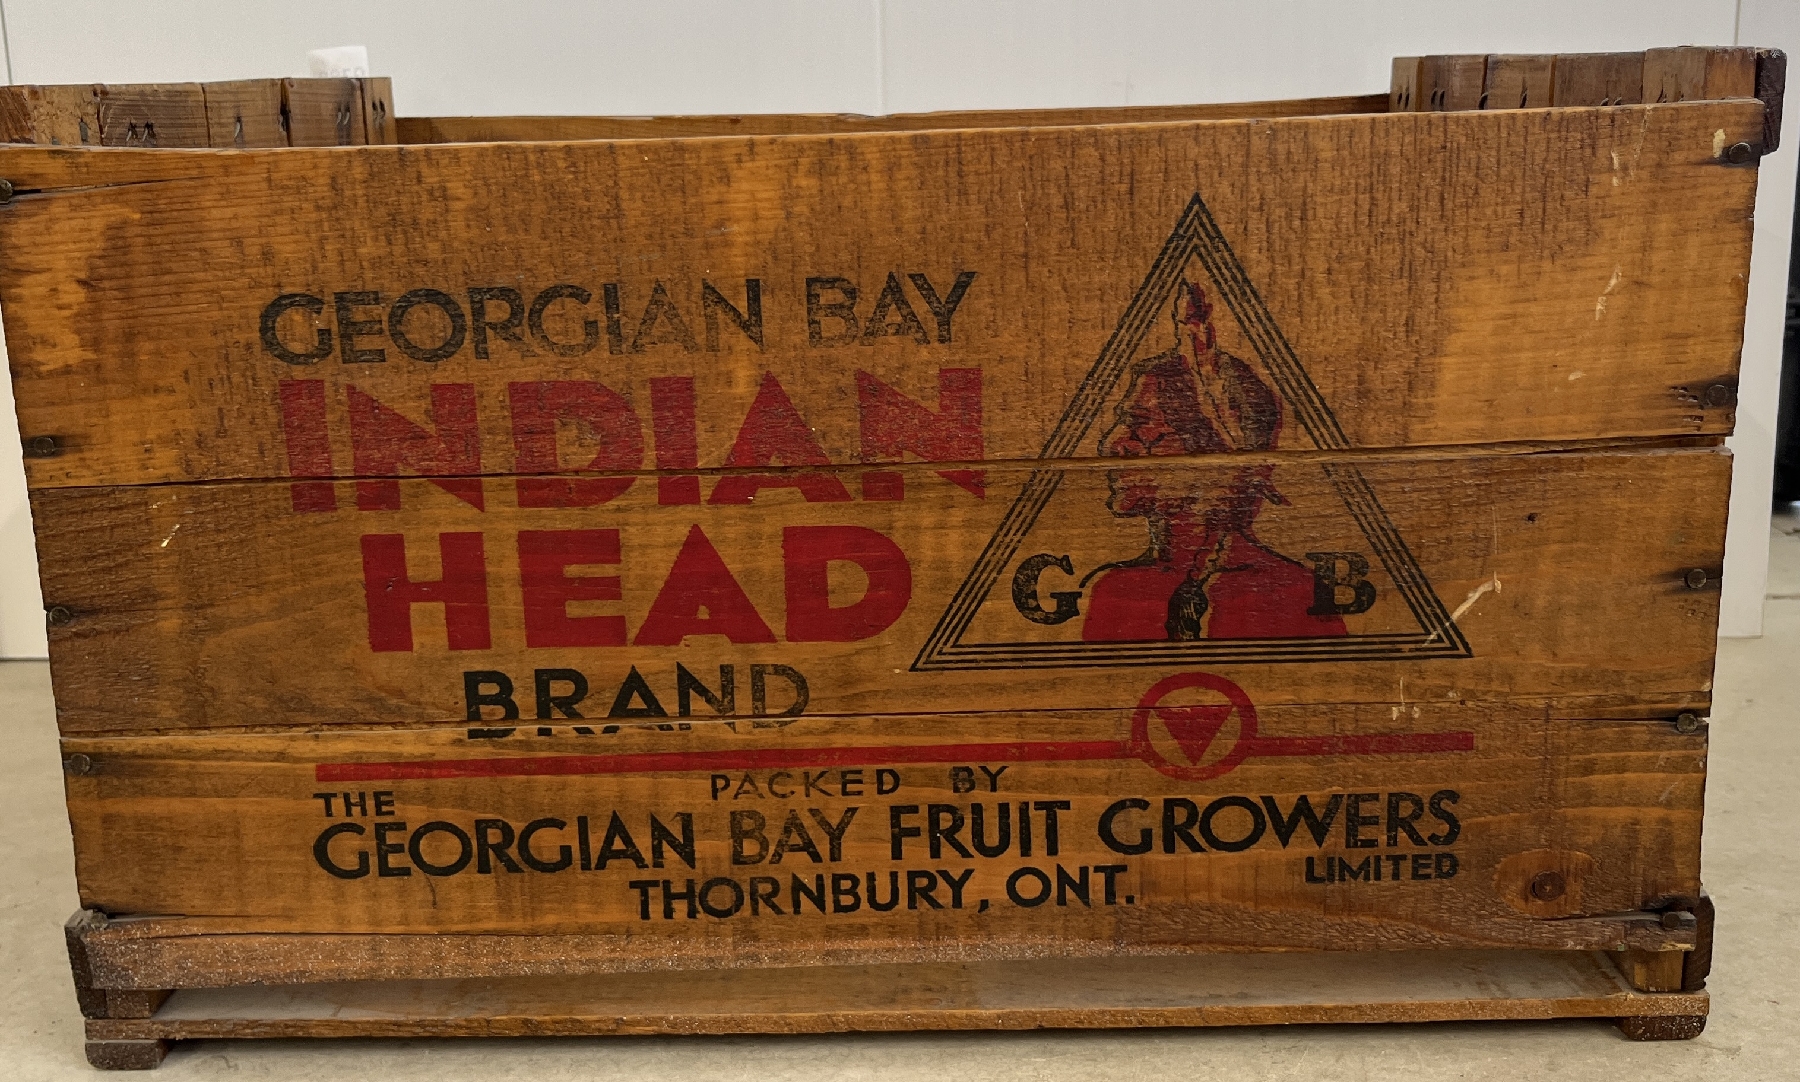 GEORGIAN BAY
INDIAN
HEAD
BRAND
G B
PACKED BY
THE
GEORGIAN BAY FRUIT GROWERS
LIMITED
THORNBURY, ONT.